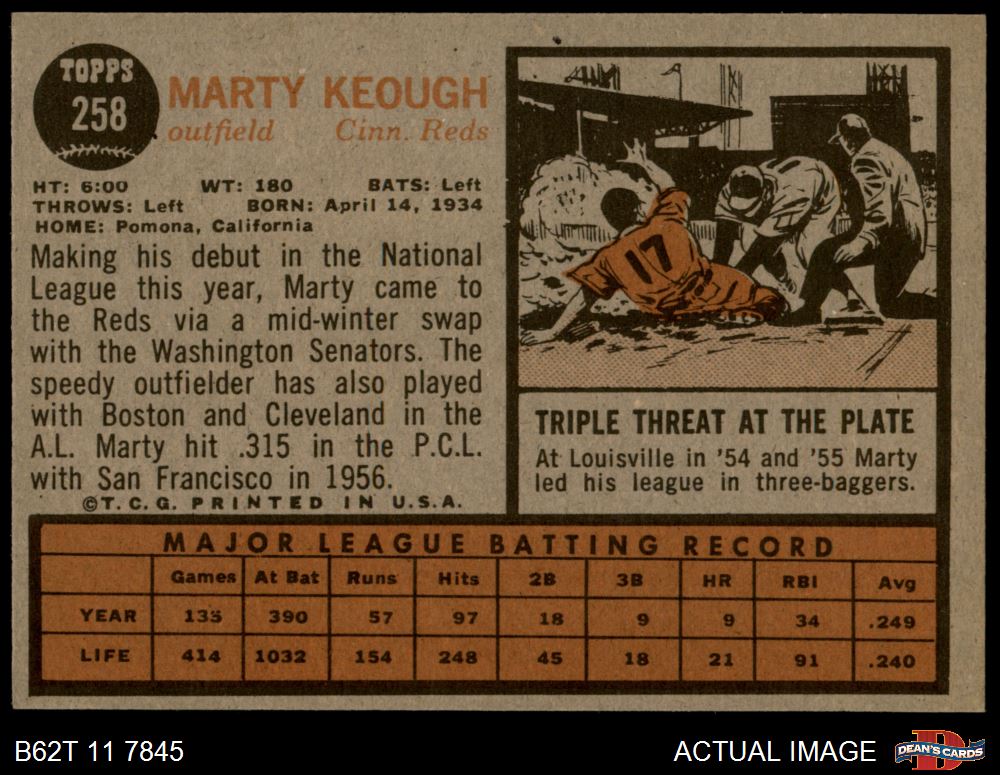 TOPPS
258
MARTY KEOUGH
outfield Cinn. Reds
HT: 6:00 WT: 180 BATS: Left
THROWS: Left BORN: April 14, 1934
HOME: Pomona, California
Making his debut in the National
League this year, Marty came to
the Reds via a mid-winter swap
with the Washington Senators. The
speedy outfielder has also played
with Boston and Cleveland in the
A.L. Marty hit .315 in the P.C.L.
with San Francisco in 1956.
©T.C.G. PRINTED IN U.S.A.
17
TRIPLE THREAT AT THE PLATE
At Louisville in '54 and '55 Marty
led his league in three-baggers.
MAJOR LEAGUE BATTING RECORD
Games At Bat Runs Hits 2B 3B HR RBI Avg
YEAR 135 390 57 97 18 9 9 34 .249
LIFE 414 1032 154 248 45 18 21 91 .240
B62T 11 7845
ACTUAL IMAGE
D
DEAN'S CARDS